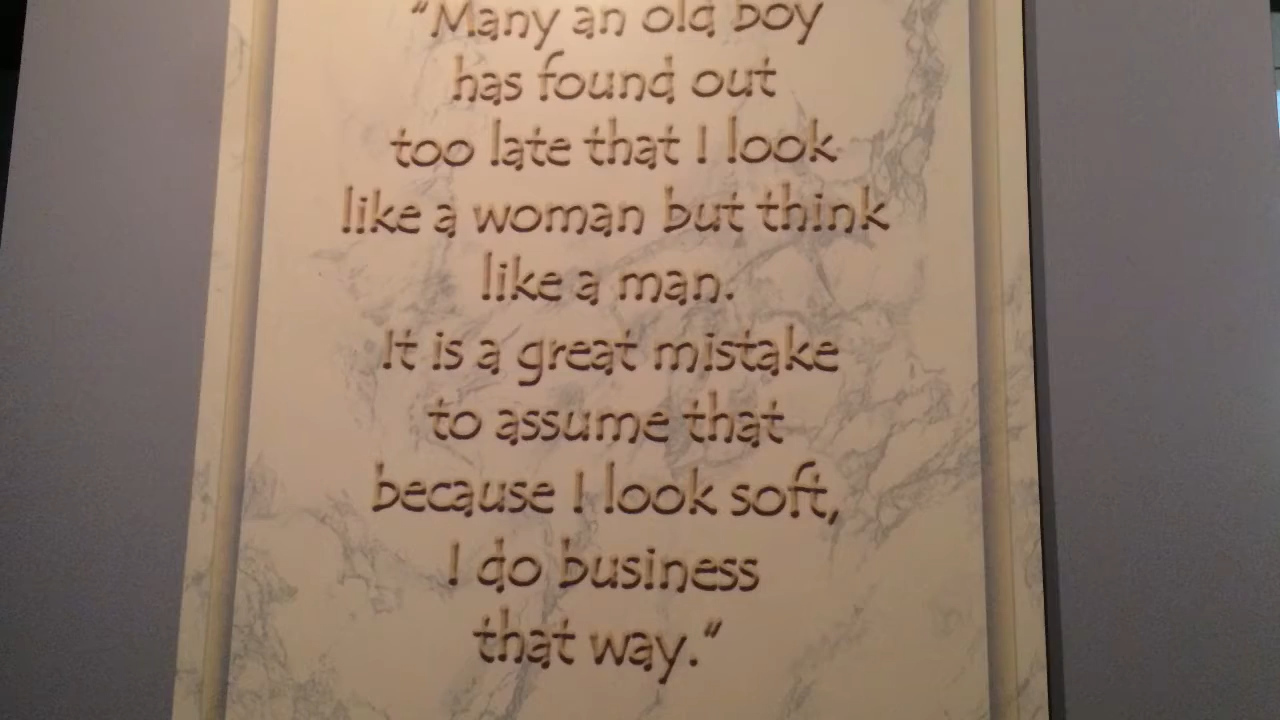 "Many an old boy
has found out
too late that I look
like a woman but think
like a man.
It is a great mistake
to assume that
because I look soft,
I do business
that way."